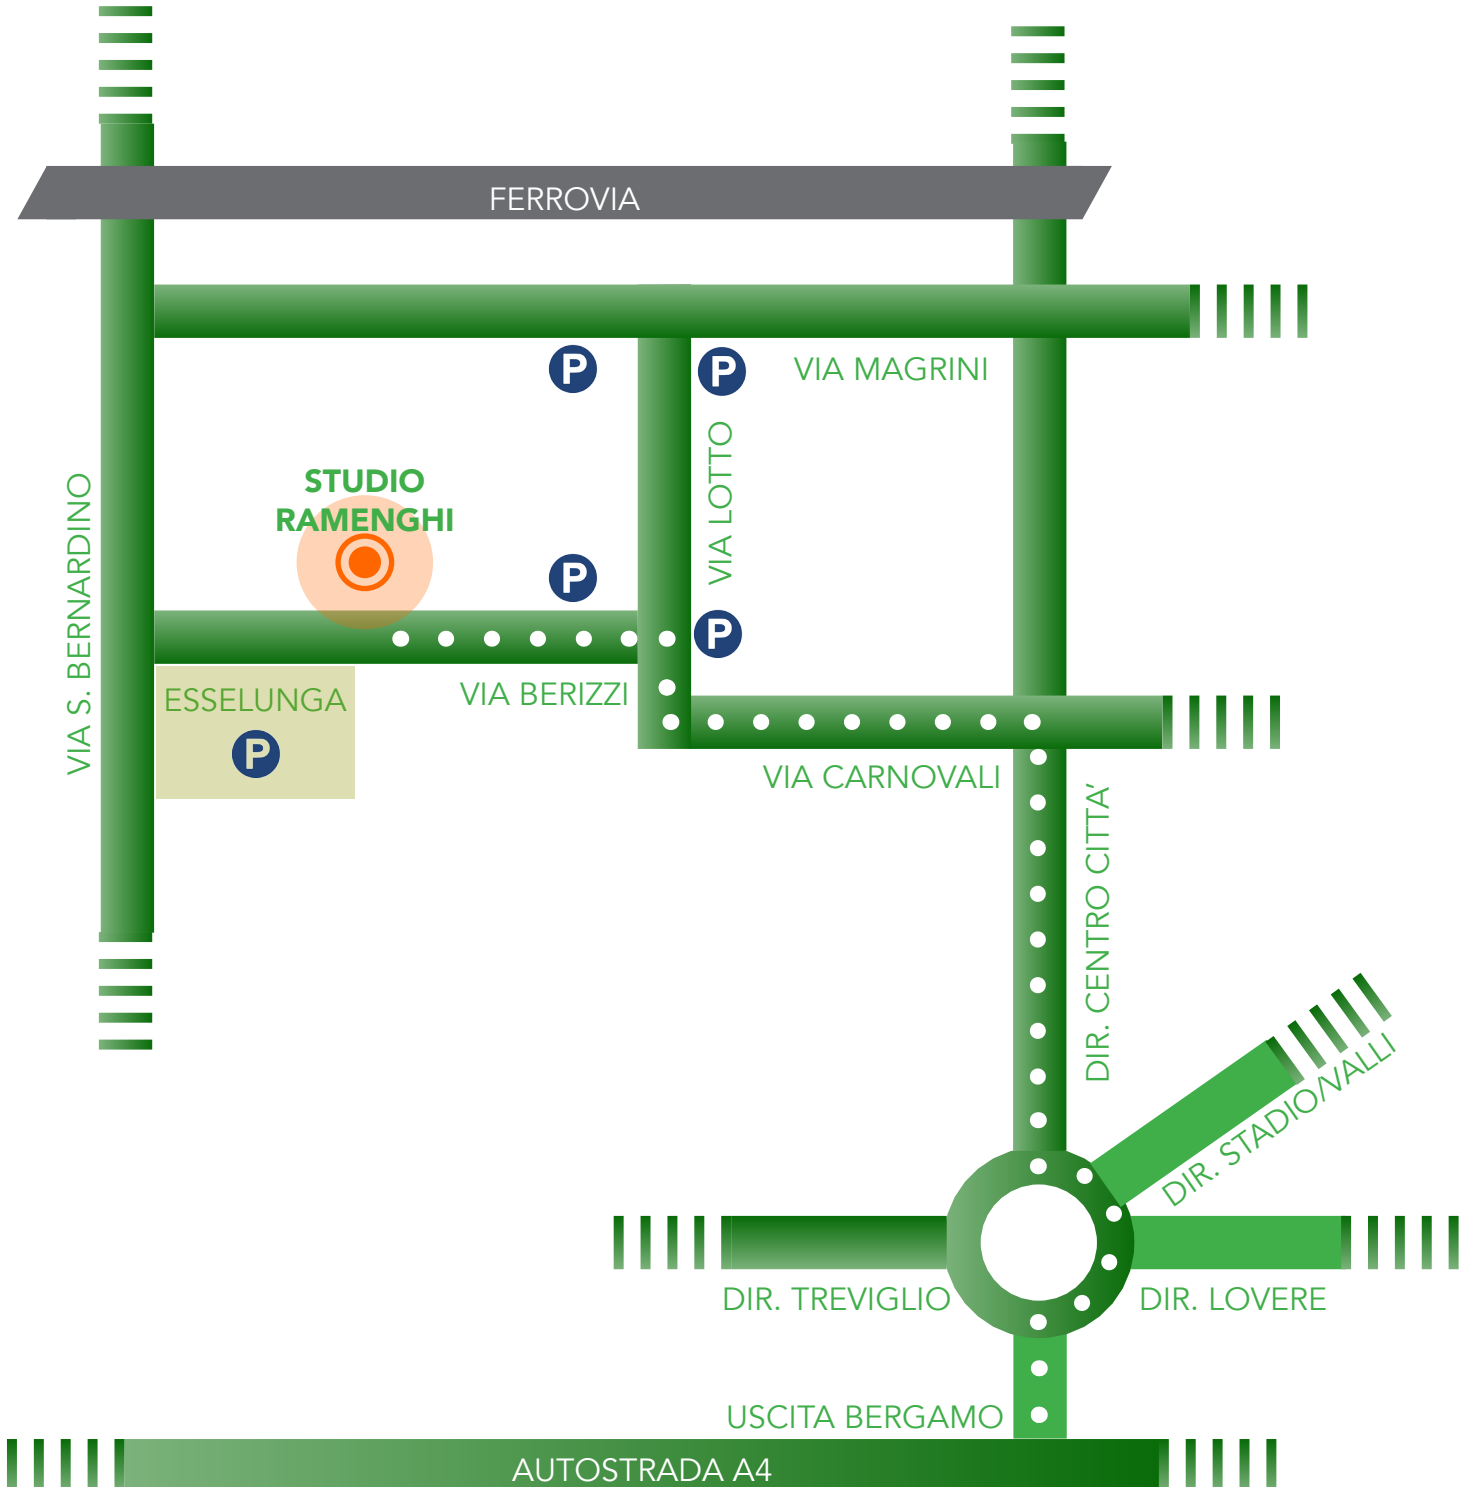 FERROVIA
P
P
VIA MAGRINI
VIA LOTTO
STUDIO
RAMENGHI
VIA S. BERNARDINO
P
P
ESSELUNGA
P
VIA BERIZZI
VIA CARNOVALI
DIR. CENTRO CITTA'
DIR. STADIO/VALLI
DIR. TREVIGLIO
DIR. LOVERE
USCITA BERGAMO
AUTOSTRADA A4